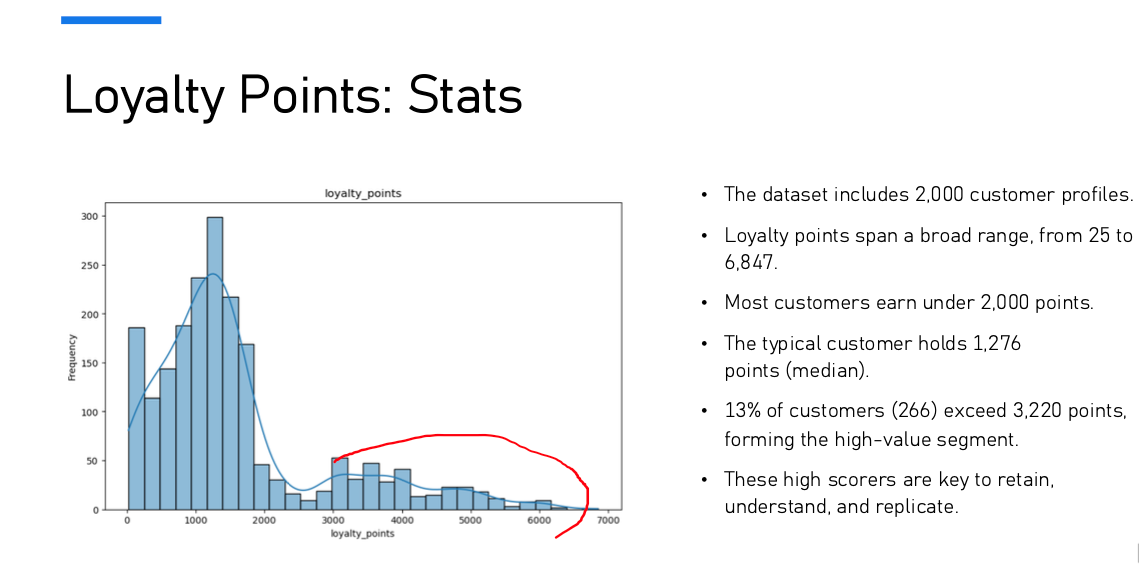 Loyalty Points: Stats
loyalty_points
300
250
200
150
100
50
0
Frequency
0 1000 2000 3000 4000 5000 6000 7000
loyalty_points
• The dataset includes 2,000 customer profiles.
• Loyalty points span a broad range, from 25 to
6,847.
• Most customers earn under 2,000 points.
• The typical customer holds 1,276
points (median).
• 13% of customers (266) exceed 3,220 points,
forming the high-value segment.
• These high scorers are key to retain,
understand, and replicate.